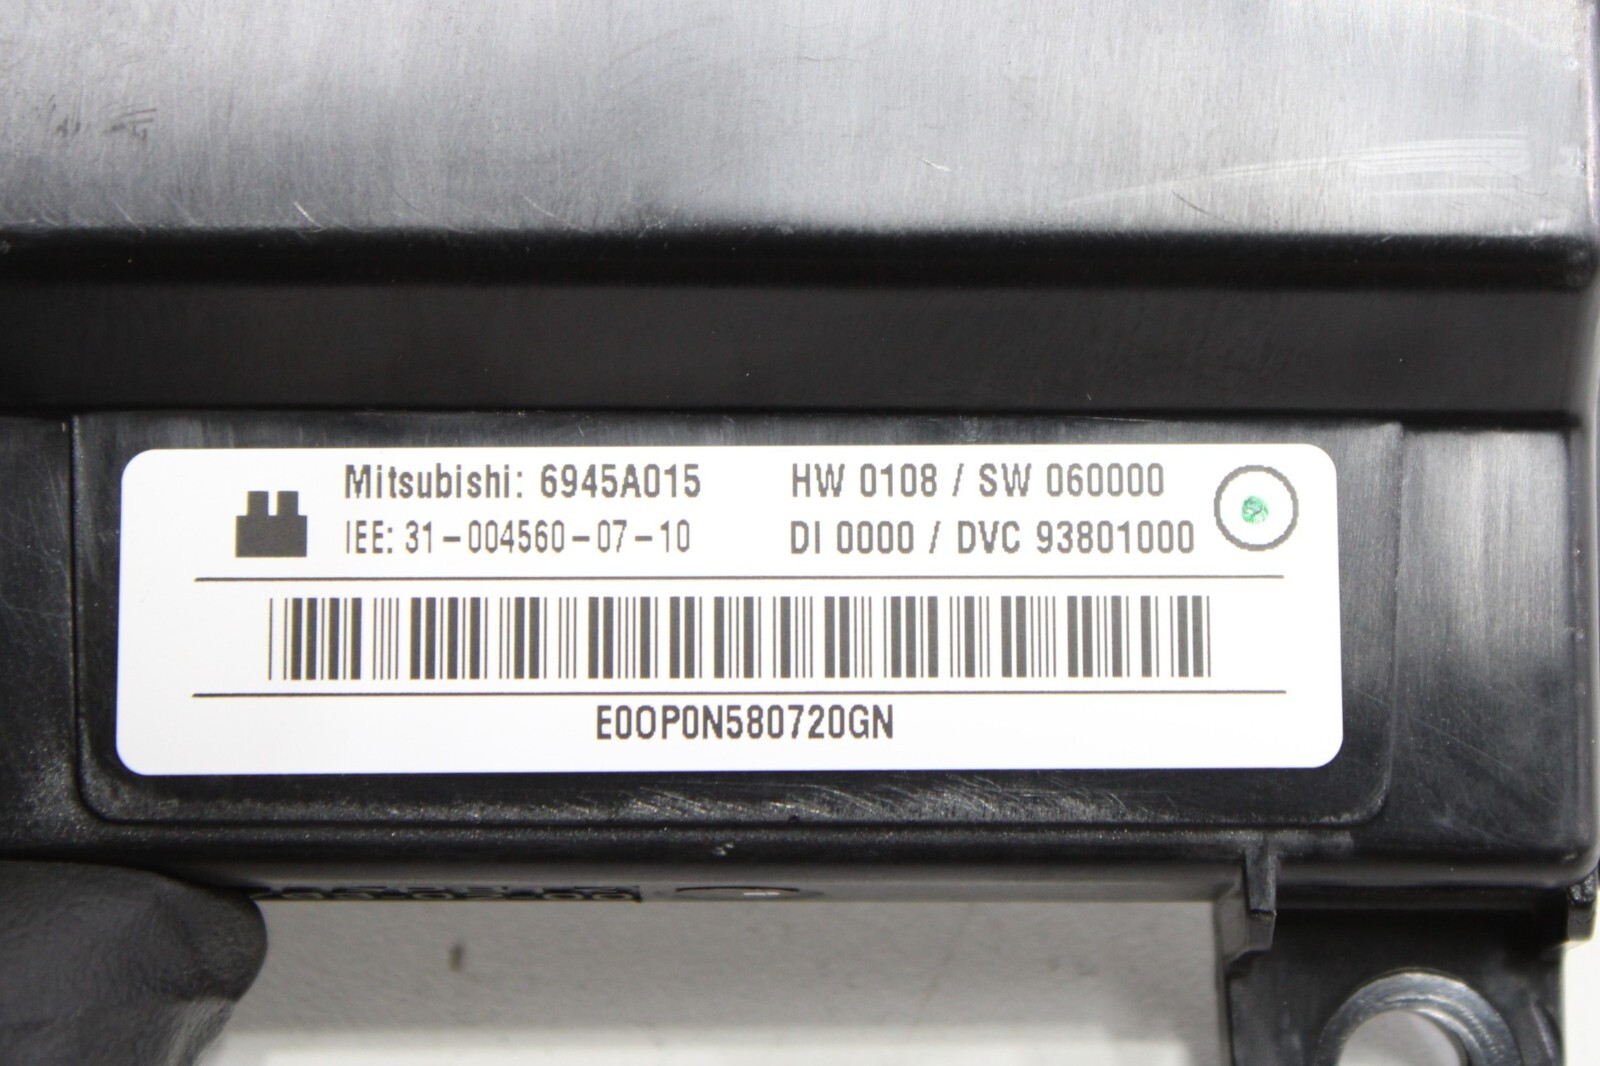 Mitsubishi: 6945A015 HW 0108 / SW 060000
IEE: 31-004560-07-10 DI 0000 / DVC 93801000
E00P0N580720GN